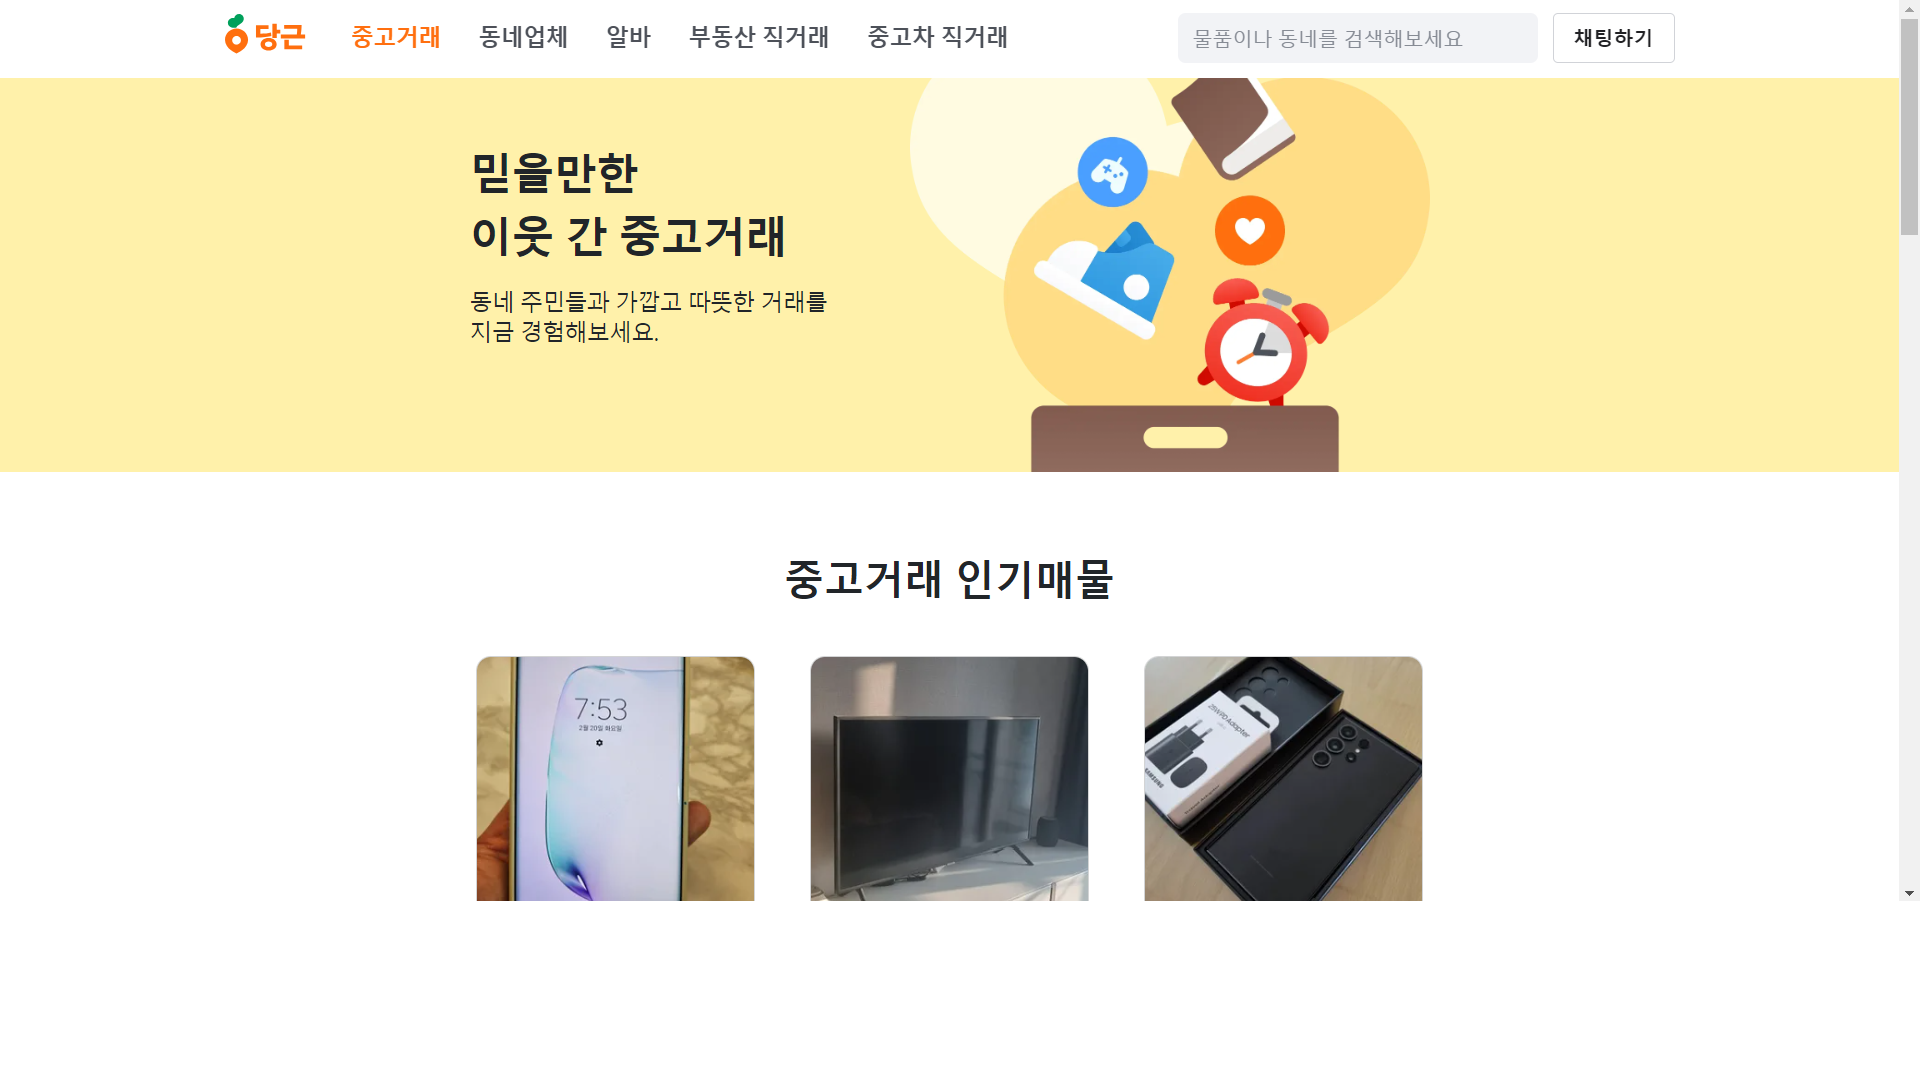 당근
중고거래
동네업체
알바
부동산 직거래
중고차 직거래
물품이나 동네를 검색해보세요
채팅하기
믿을만한
이웃 간 중고거래
동네 주민들과 가깝고 따뜻한 거래를
지금 경험해보세요.
중고거래 인기매물
7:53
2월 20일 화요일
25W PD Adapter
SAMSUNG